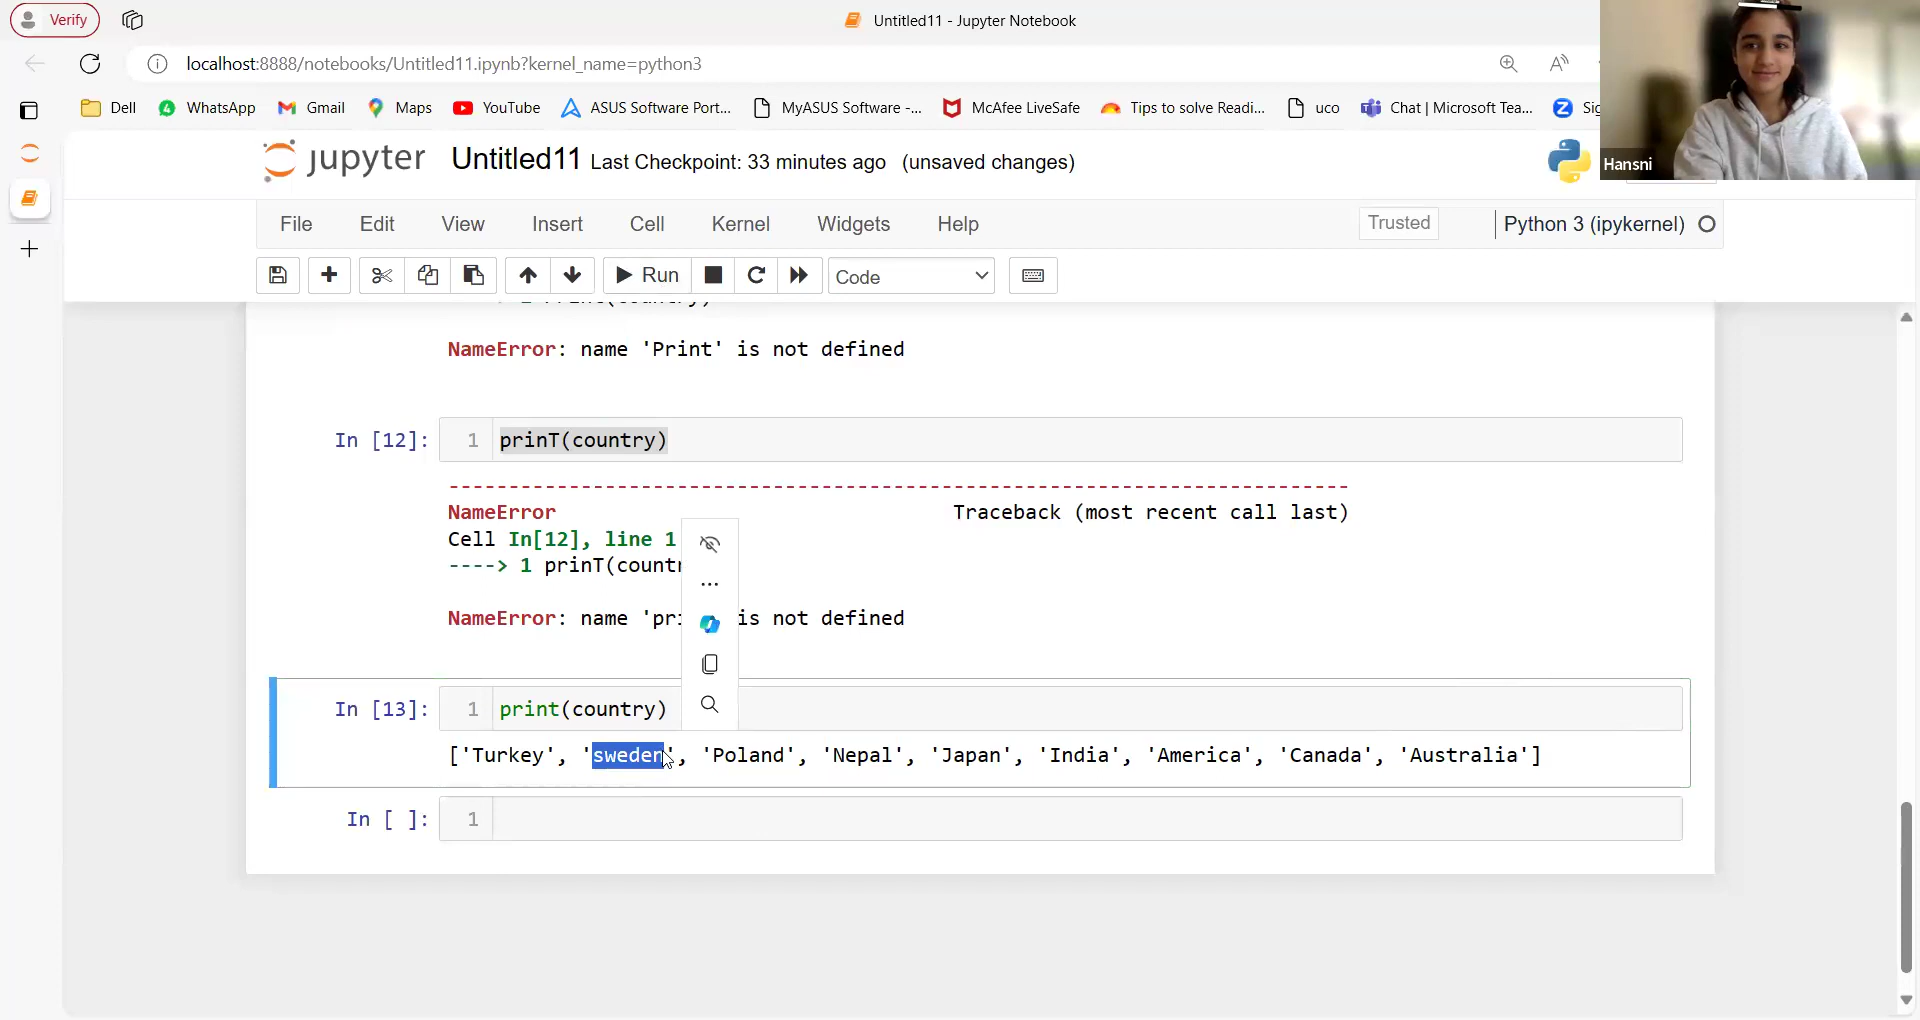 Verify
Untitled11 - Jupyter Notebook
localhost:8888/notebooks/Untitled11.ipynb?kernel_name=python3
Dell WhatsApp Gmail Maps YouTube ASUS Software Port... MyASUS Software -... McAfee LiveSafe Tips to solve Readi... uco Chat | Microsoft Tea...
Hansni
jupyter Untitled11 Last Checkpoint: 33 minutes ago (unsaved changes)
File Edit View Insert Cell Kernel Widgets Help Trusted Python 3 (ipykernel)
Run Code
NameError: name 'Print' is not defined
In [12]: 1 prinT(country)
NameError Traceback (most recent call last)
Cell In[12], line 1
----> 1 prinT(countr
NameError: name 'pri is not defined
In [13]: 1 print(country)
['Turkey', 'sweden', 'Poland', 'Nepal', 'Japan', 'India', 'America', 'Canada', 'Australia']
In [ ]: 1